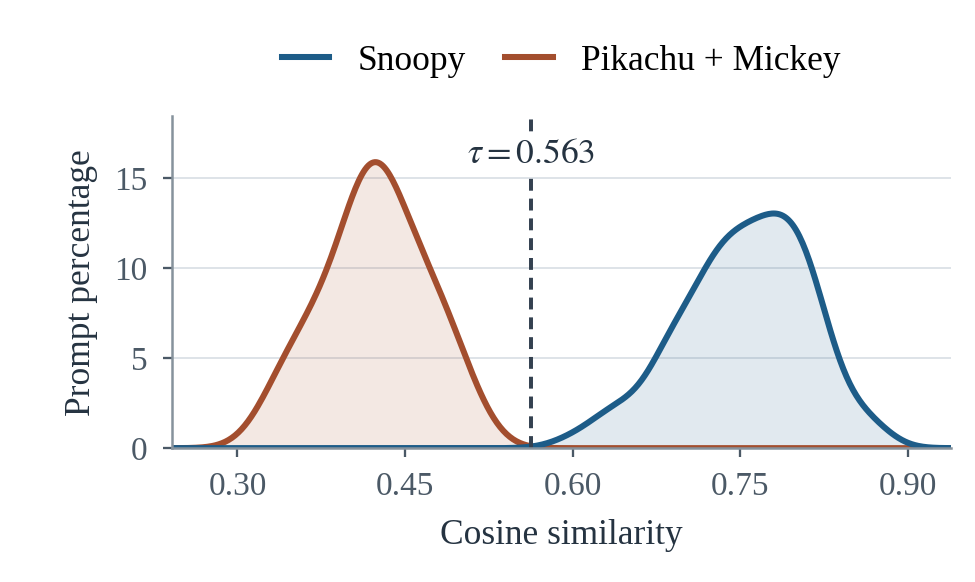 Snoopy Pikachu + Mickey
τ = 0.563
Prompt percentage
15
10
5
0
0.30 0.45 0.60 0.75 0.90
Cosine similarity